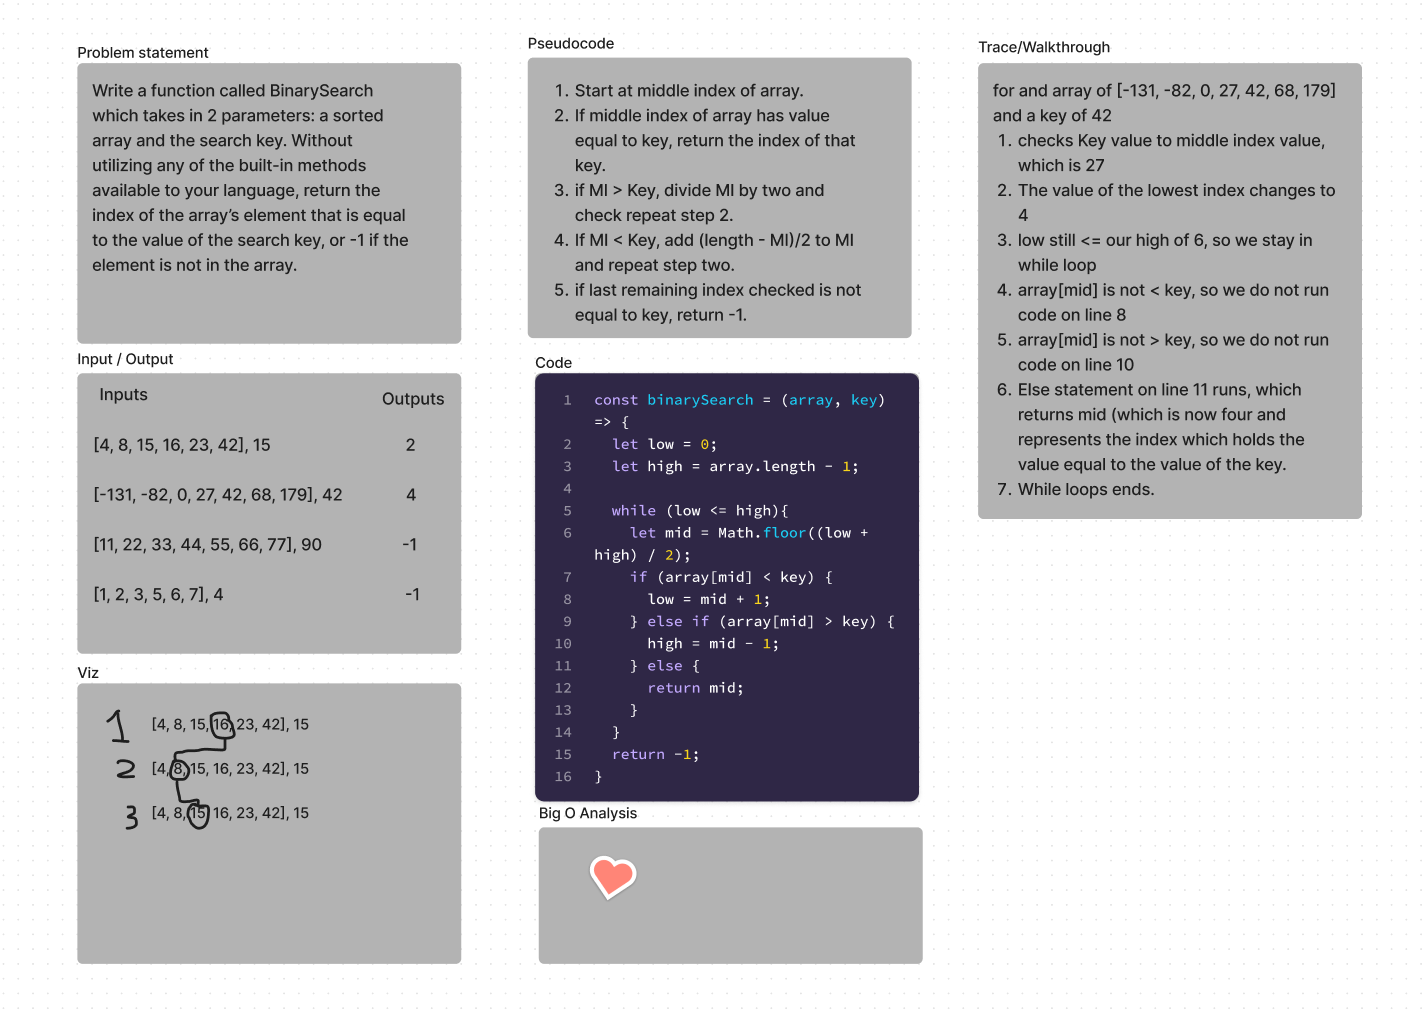 Problem statement
Write a function called BinarySearch
which takes in 2 parameters: a sorted
array and the search key. Without
utilizing any of the built-in methods
available to your language, return the
index of the array’s element that is equal
to the value of the search key, or -1 if the
element is not in the array.
Input / Output
Inputs
Outputs
[4, 8, 15, 16, 23, 42], 15
2
[-131, -82, 0, 27, 42, 68, 179], 42
4
[11, 22, 33, 44, 55, 66, 77], 90
-1
[1, 2, 3, 5, 6, 7], 4
-1
Viz
1 [4, 8, 15, 16, 23, 42], 15
2 [4, 8, 15, 16, 23, 42], 15
3 [4, 8, 15, 16, 23, 42], 15
Pseudocode
1. Start at middle index of array.
2. If middle index of array has value
equal to key, return the index of that
key.
3. if MI > Key, divide MI by two and
check repeat step 2.
4. If MI < Key, add (length - MI)/2 to MI
and repeat step two.
5. if last remaining index checked is not
equal to key, return -1.
Code
1 const binarySearch = (array, key)
=> {
2 let low = 0;
3 let high = array.length - 1;
4
5 while (low <= high){
6 let mid = Math.floor((low +
high) / 2);
7 if (array[mid] < key) {
8 low = mid + 1;
9 } else if (array[mid] > key) {
10 high = mid - 1;
11 } else {
12 return mid;
13 }
14 }
15 return -1;
16 }
Big O Analysis
Trace/Walkthrough
for and array of [-131, -82, 0, 27, 42, 68, 179]
and a key of 42
1. checks Key value to middle index value,
which is 27
2. The value of the lowest index changes to
4
3. low still <= our high of 6, so we stay in
while loop
4. array[mid] is not < key, so we do not run
code on line 8
5. array[mid] is not > key, so we do not run
code on line 10
6. Else statement on line 11 runs, which
returns mid (which is now four and
represents the index which holds the
value equal to the value of the key.
7. While loops ends.